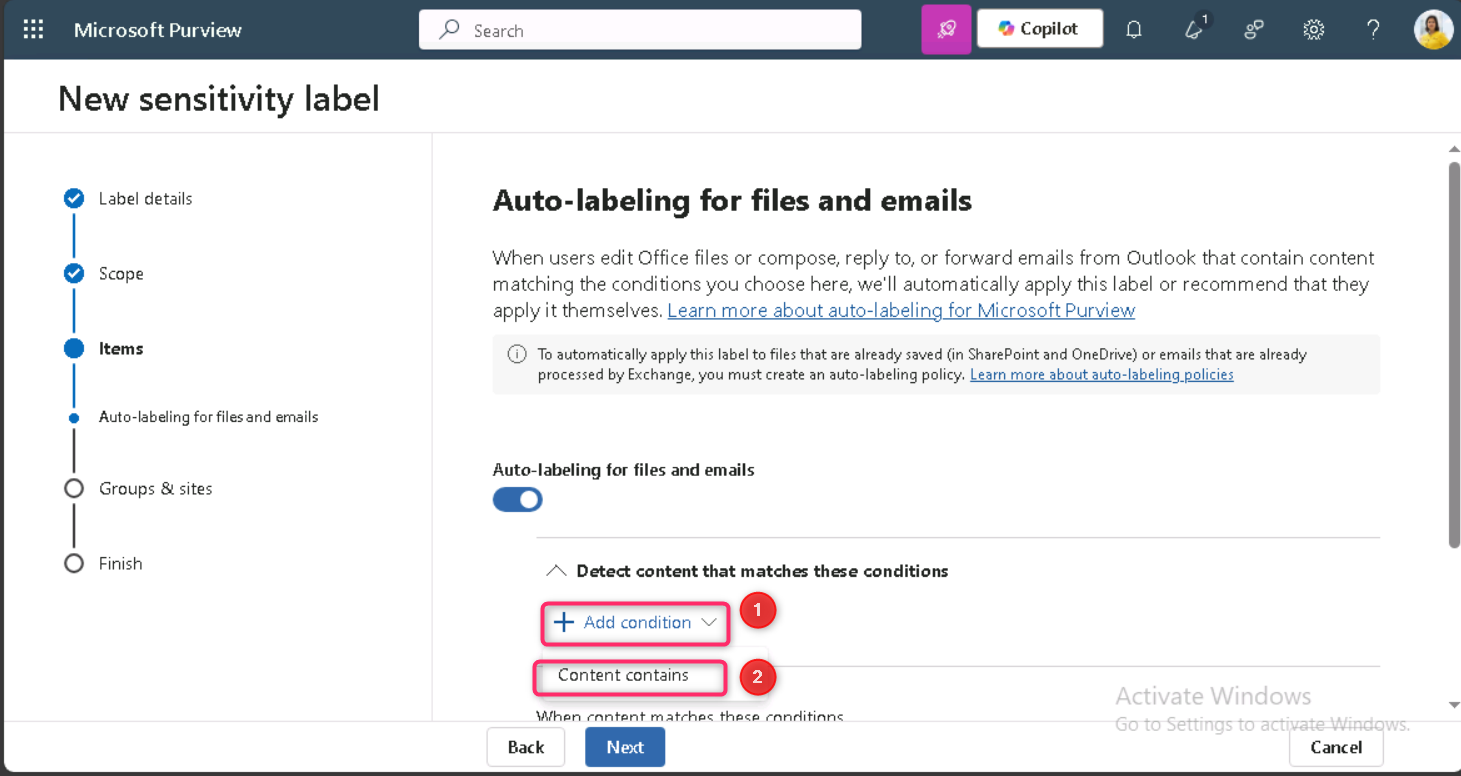 Microsoft Purview
Search
Copilot
1
New sensitivity label
Label details
Scope
Items
Auto-labeling for files and emails
Groups & sites
Finish
Auto-labeling for files and emails
When users edit Office files or compose, reply to, or forward emails from Outlook that contain content
matching the conditions you choose here, we'll automatically apply this label or recommend that they
apply it themselves. Learn more about auto-labeling for Microsoft Purview
To automatically apply this label to files that are already saved (in SharePoint and OneDrive) or emails that are already
processed by Exchange, you must create an auto-labeling policy. Learn more about auto-labeling policies
Auto-labeling for files and emails
Detect content that matches these conditions
Add condition
1
Content contains
2
When content matches these conditions
Activate Windows
Go to Settings to activate Windows.
Back
Next
Cancel